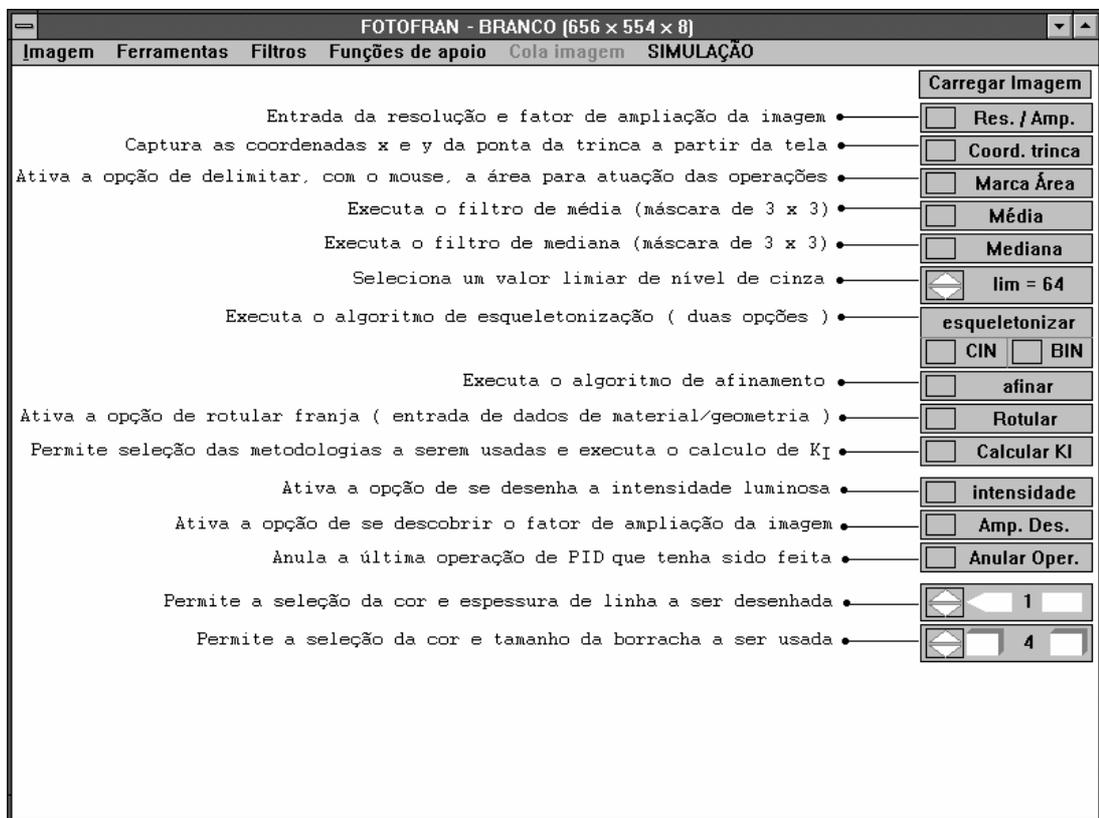 FOTOFRAN - BRANCO (656 x 554 x 8)
Imagem Ferramentas Filtros Funções de apoio Cola imagem SIMULAÇÃO
Carregar Imagem
Entrada da resolução e fator de ampliação da imagem Res. / Amp.
Captura as coordenadas x e y da ponta da trinca a partir da tela Coord. trinca
Ativa a opção de delimitar, com o mouse, a área para atuação das operações Marca Área
Executa o filtro de média (máscara de 3 x 3) Média
Executa o filtro de mediana (máscara de 3 x 3) Mediana
Seleciona um valor limiar de nível de cinza lim = 64
Executa o algoritmo de esqueletonização ( duas opções ) esqueletonizar
CIN BIN
Executa o algoritmo de afinamento afinar
Ativa a opção de rotular franja ( entrada de dados de material/geometria ) Rotular
Permite seleção das metodologias a serem usadas e executa o calculo de KI Calcular KI
Ativa a opção de se desenha a intensidade luminosa intensidade
Ativa a opção de se descobrir o fator de ampliação da imagem Amp. Des.
Anula a última operação de PID que tenha sido feita Anular Oper.
Permite a seleção da cor e espessura de linha a ser desenhada 1
Permite a seleção da cor e tamanho da borracha a ser usada 4